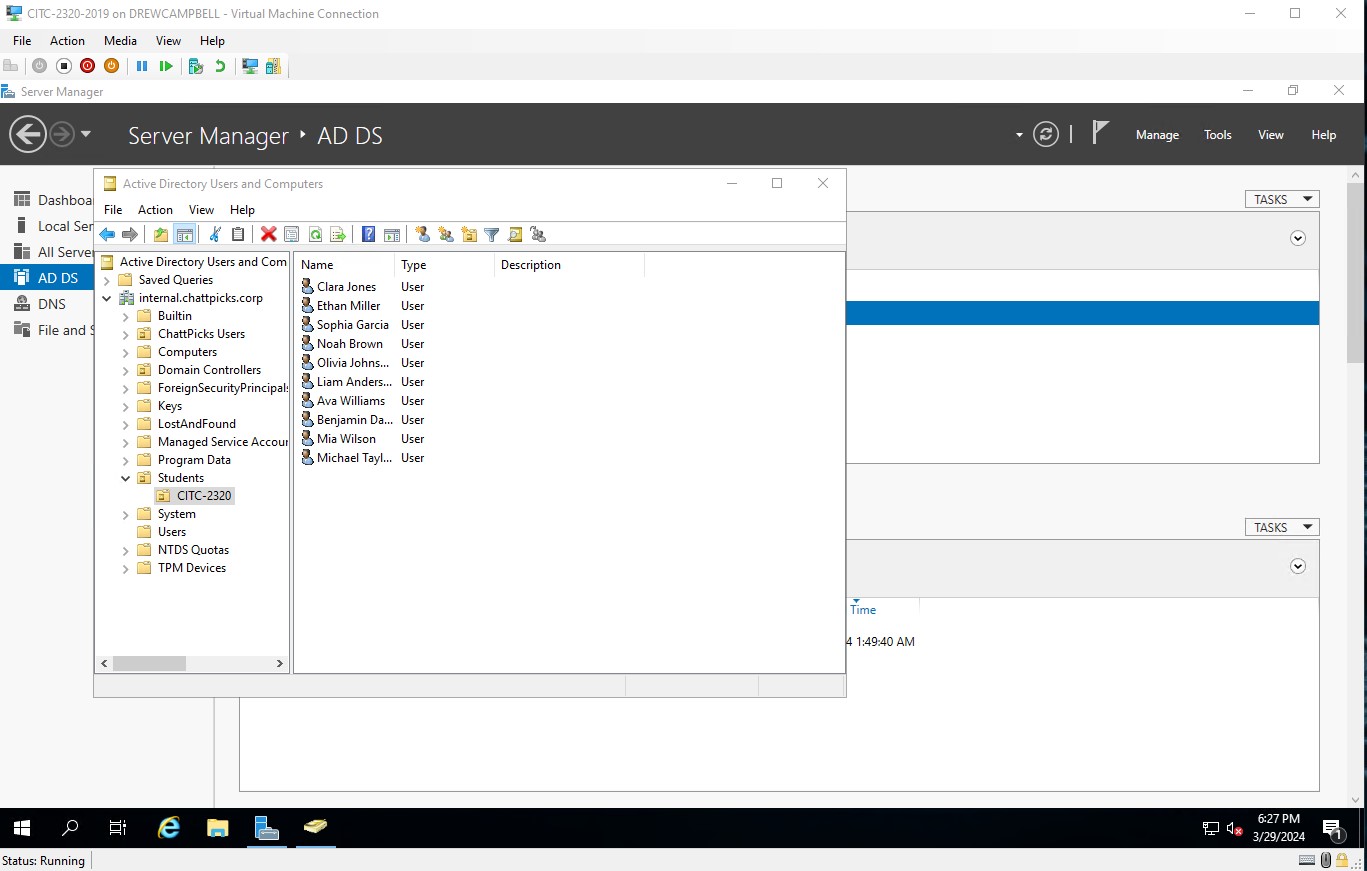 CITC-2320-2019 on DREWCAMPBELL - Virtual Machine Connection
File Action Media View Help
Server Manager
Server Manager ‣ AD DS
Manage Tools View Help
Dashboa
Local Ser
All Server
AD DS
DNS
File and S
TASKS
Active Directory Users and Computers
File Action View Help
Active Directory Users and Com
Saved Queries
internal.chattpicks.corp
Builtin
ChattPicks Users
Computers
Domain Controllers
ForeignSecurityPrincipals
Keys
LostAndFound
Managed Service Accour
Program Data
Students
CITC-2320
System
Users
NTDS Quotas
TPM Devices
Name Type Description
Clara Jones User
Ethan Miller User
Sophia Garcia User
Noah Brown User
Olivia Johns... User
Liam Anders... User
Ava Williams User
Benjamin Da... User
Mia Wilson User
Michael Tayl... User
TASKS
Time
4 1:49:40 AM
6:27 PM
3/29/2024
1
Status: Running